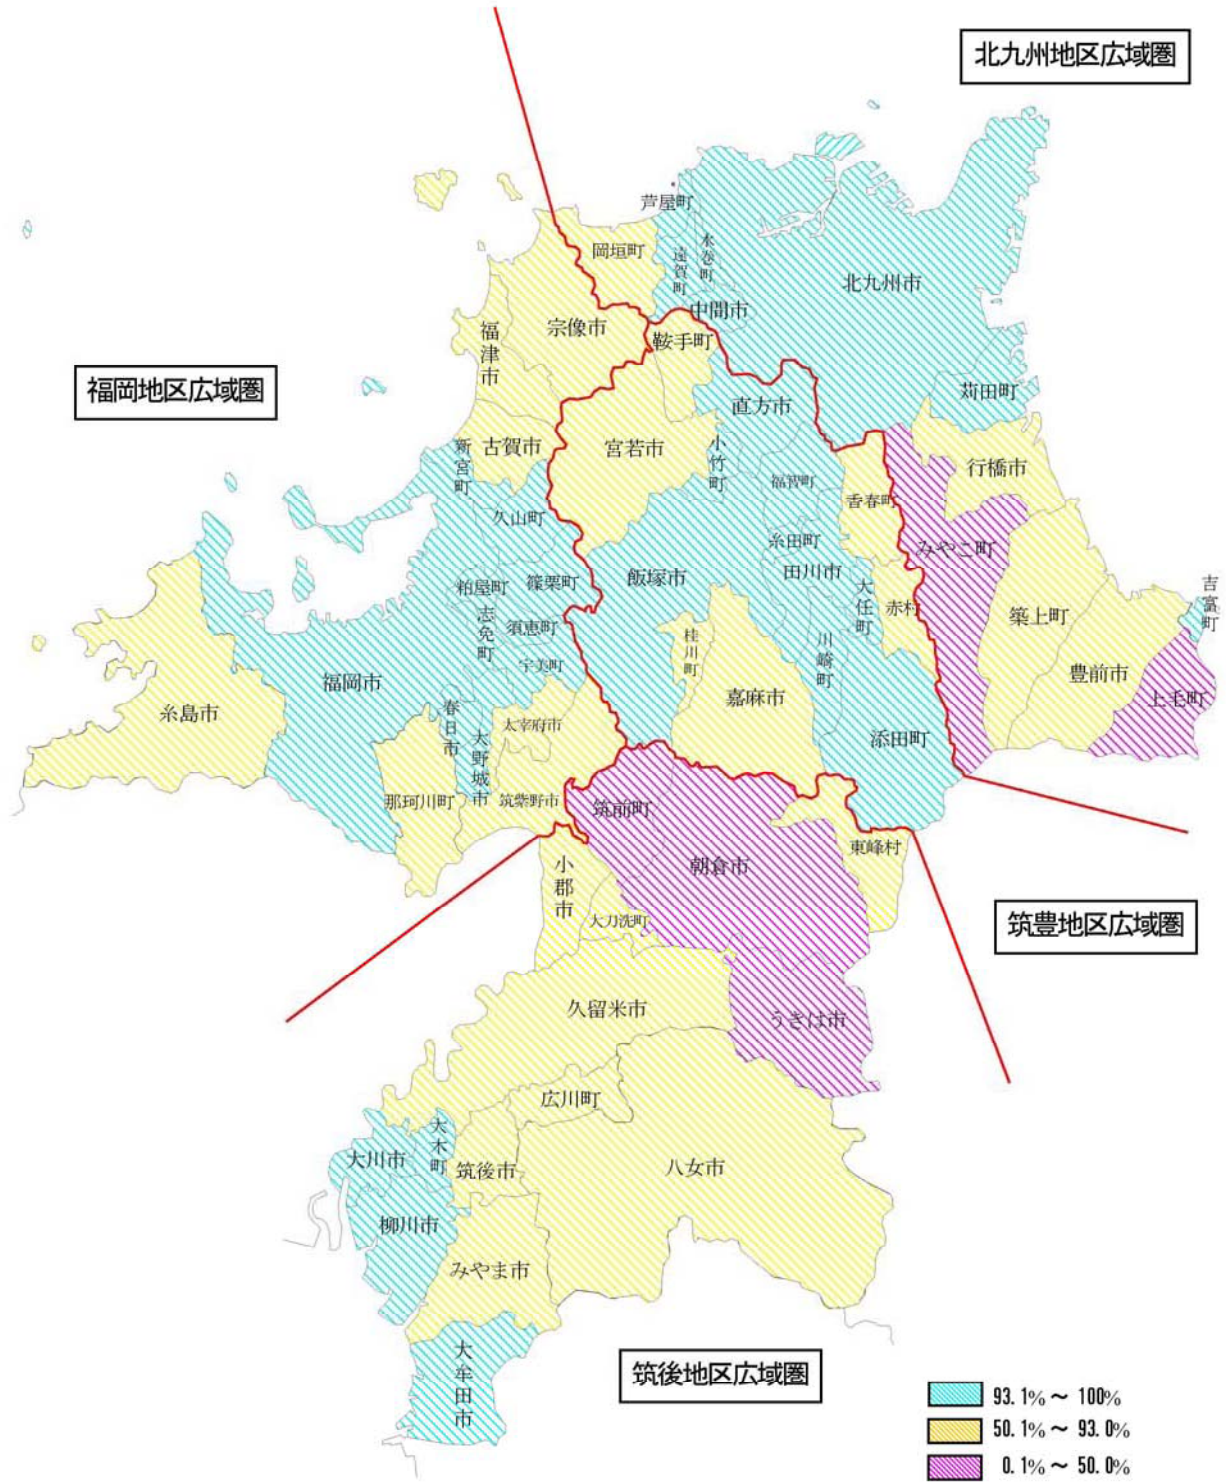 北九州地区広域圏
芦屋町
岡垣町
遠賀町
水巻町
北九州市
中間市
宗像市
鞍手町
福津市
福岡地区広域圏
苅田町
直方市
古賀市
宮若市
新宮町
小竹町
行橋市
福智町
香春町
久山町
糸田町
みやこ町
粕屋町
篠栗町
飯塚市
田川市
大任町
赤村
吉富町
志免町
須恵町
築上町
宇美町
桂川町
川崎町
福岡市
豊前市
糸島市
春日市
太宰府市
嘉麻市
上毛町
大野城市
添田町
那珂川町
筑紫野市
筑前町
東峰村
小郡市
朝倉市
大刀洗町
筑豊地区広域圏
久留米市
うきは市
広川町
大木町
大川市
筑後市
八女市
柳川市
みやま市
大牟田市
筑後地区広域圏
93.1%～100%
50.1%～93.0%
0.1%～50.0%